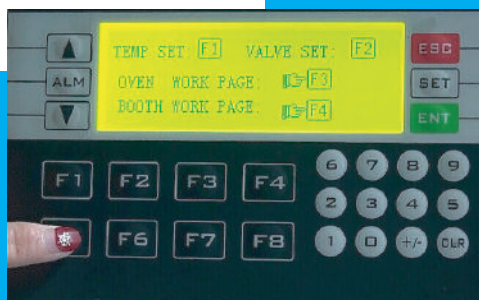 TEMP SET: F1 VALVE SET: F2
OVEN WORK PAGE: F3
BOOTH WORK PAGE: F4
ALM
ESC
SET
ENT
F1 F2 F3 F4
F6 F7 F8
6 7 8 9
2 3 4 5
1 0 +/- CLR